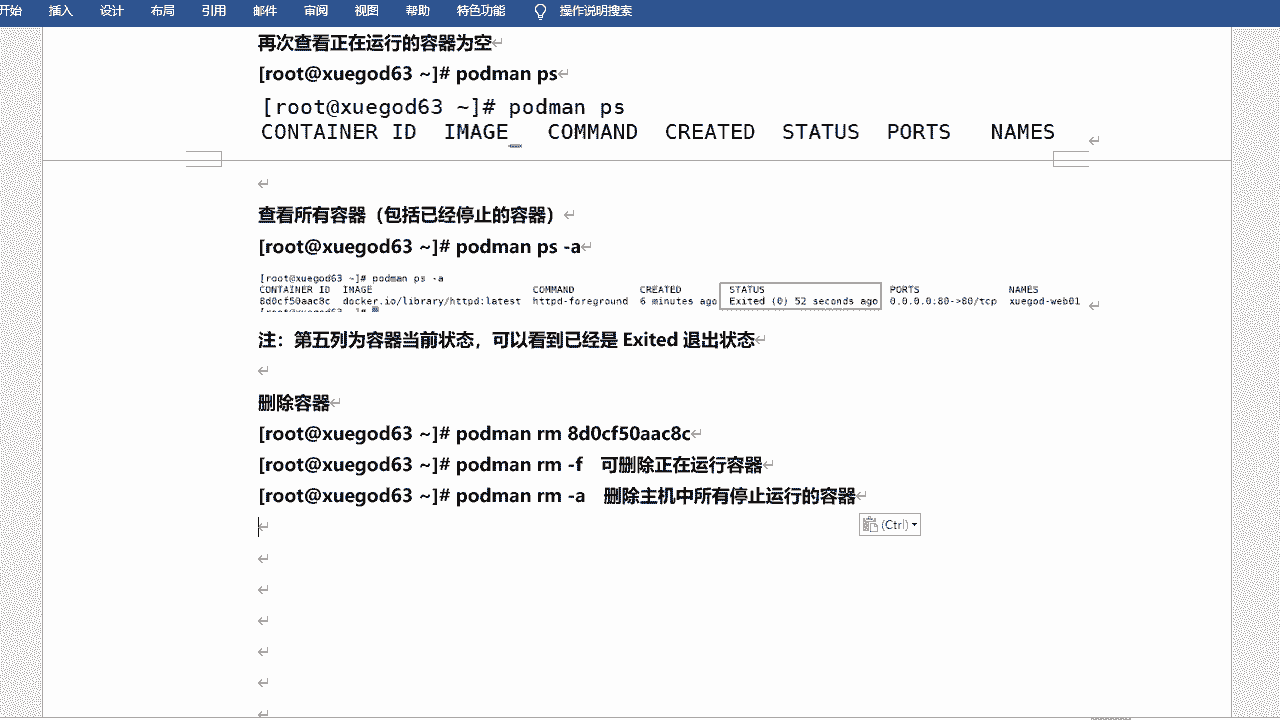 开始 插入 设计 布局 引用 邮件 审阅 视图 帮助 特色功能 操作说明搜索
再次查看正在运行的容器为空
[root@xuegod63 ~]# podman ps
[root@xuegod63 ~]# podman ps
CONTAINER ID IMAGE COMMAND CREATED STATUS PORTS NAMES
查看所有容器（包括已经停止的容器）
[root@xuegod63 ~]# podman ps -a
[root@xuegod63 ~]# podman ps -a
CONTAINER ID IMAGE COMMAND CREATED STATUS PORTS NAMES
8d0cf50aac8c docker.io/library/httpd:latest httpd-foreground 6 minutes ago Exited (0) 52 seconds ago 0.0.0.0:80->80/tcp xuegod-web01
注：第五列为容器当前状态，可以看到已经是 Exited 退出状态
删除容器
[root@xuegod63 ~]# podman rm 8d0cf50aac8c
[root@xuegod63 ~]# podman rm -f 可删除正在运行容器
[root@xuegod63 ~]# podman rm -a 删除主机中所有停止运行的容器
(Ctrl)